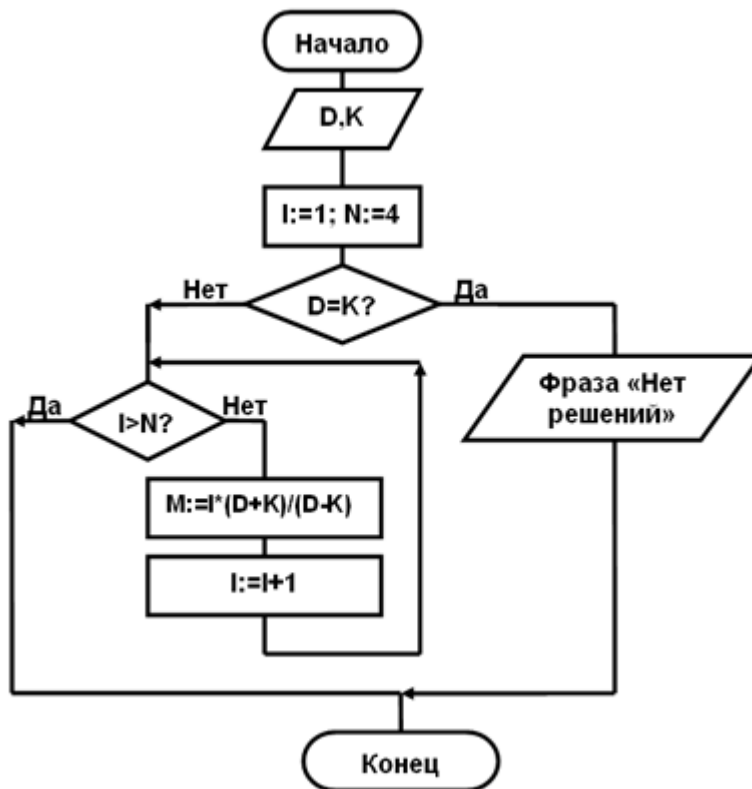 Начало
D,K
I:=1; N:=4
Нет
D=K?
Да
Фраза «Нет
решений»
Да
I>N?
Нет
M:=I*(D+K)/(D-K)
I:=I+1
Конец